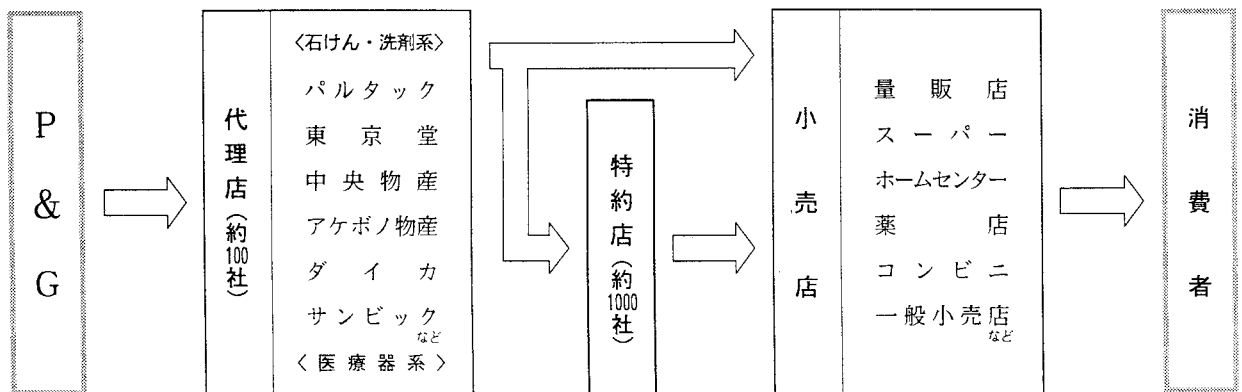 P&G
代理店(約100社)
〈石けん・洗剤系〉
パルタック
東京堂
中央物産
アケボノ物産
ダイカ
サンビック
など
〈医療器系〉
特約店(約1000社)
小売店
量販店
スーパー
ホームセンター
薬店
コンビニ
一般小売店
など
消費者